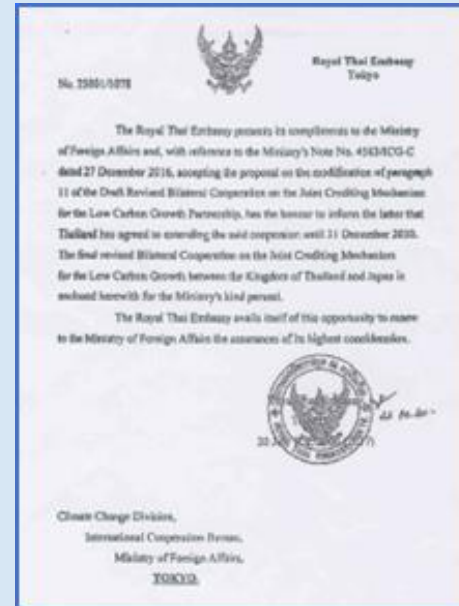 Royal Thai Embassy
Tokyo
No.
The Royal Thai Embassy presents its compliments to the Ministry
of Foreign Affairs and, with reference to the Ministry's Note No.
dated 27 December 2016, accepting the proposal on the modification of paragraph
11 of the Draft Revised Bilateral Cooperation on the Joint Crediting Mechanism
for the Low Carbon Growth Partnership, has the honour to inform the latter that
Thailand has agreed to extending the said cooperation until 31 December
The final revised Bilateral Cooperation on the Joint Crediting Mechanism
for the Low Carbon Growth between the Kingdom of Thailand and Japan is
enclosed herewith for the Ministry's kind perusal.
The Royal Thai Embassy avails itself of this opportunity to renew
to the Ministry of Foreign Affairs the assurances of its highest consideration.
Climate Change Division,
International Cooperation Bureau,
Ministry of Foreign Affairs,
TOKYO.